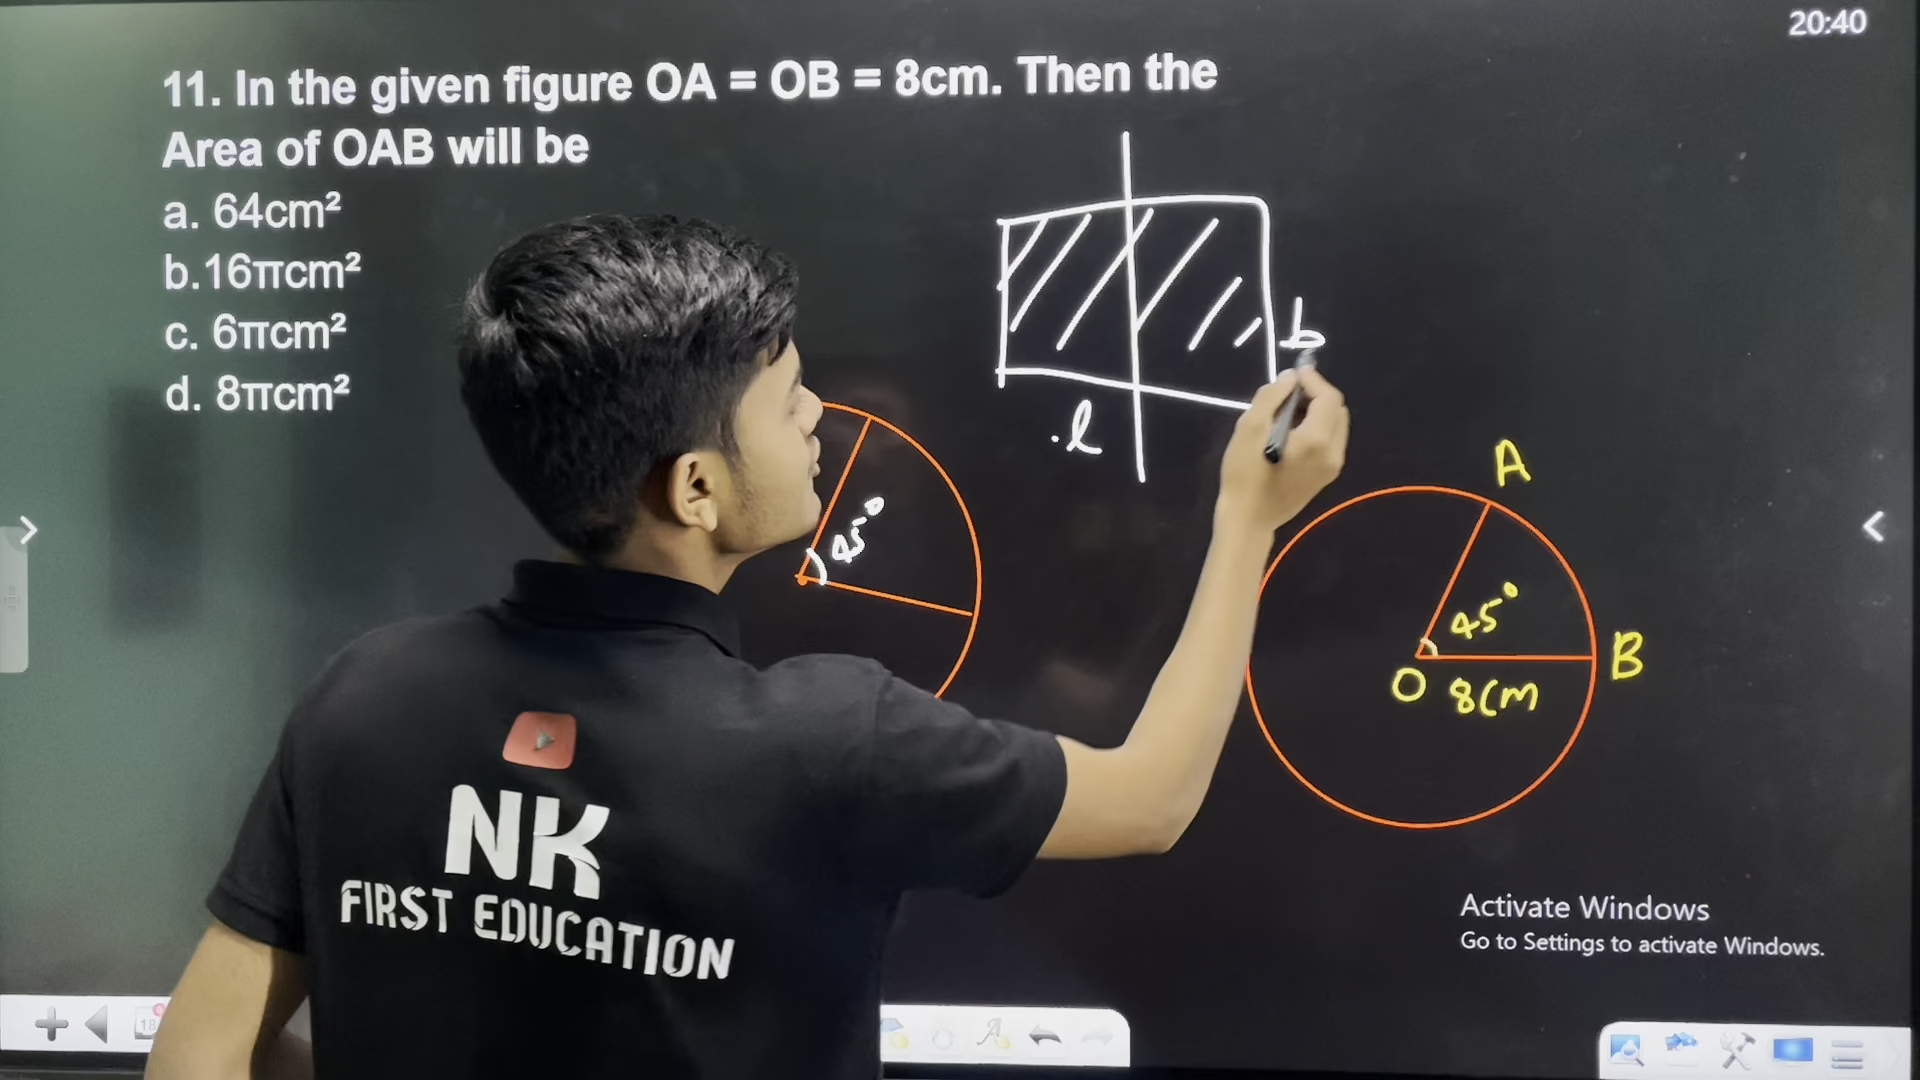 20:40
11. In the given figure OA = OB = 8cm. Then the
Area of OAB will be
a. 64cm²
b.16πcm²
c. 6πcm²
d. 8πcm²
b
l
A
45°
45°
B
O 8cm
NK
FIRST EDUCATION
Activate Windows
Go to Settings to activate Windows.
18